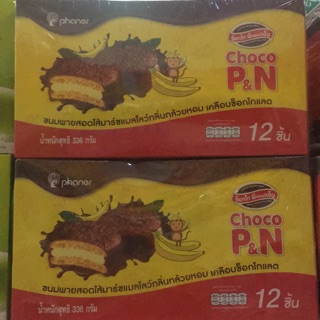 phoner
Choco
P&N
ขนมพายสอดไส้มาร์ชแมลโลว์กลิ่นกล้วยหอม เคลือบช็อกโกแลต
น้ำหนักสุทธิ 336 กรัม
12 ชิ้น
phoner
Choco
P&N
ขนมพายสอดไส้มาร์ชแมลโลว์กลิ่นกล้วยหอม เคลือบช็อกโกแลต
น้ำหนักสุทธิ 336 กรัม
12 ชิ้น